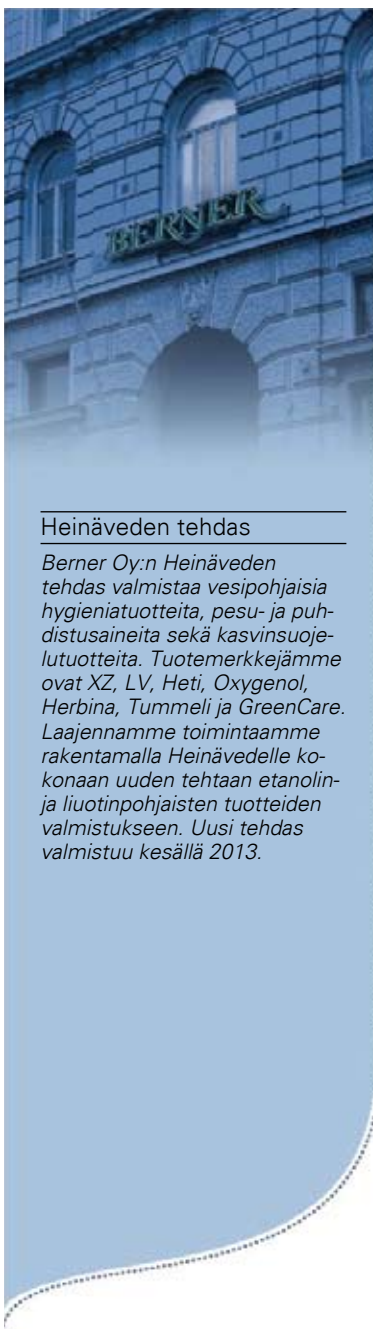 BERNER
Heinäveden tehdas
Berner Oy:n Heinäveden
tehdas valmistaa vesipohjaisia
hygieniatuotteita, pesu- ja puh-
distusaineita sekä kasvinsuoje-
lutuotteita. Tuotemerkkejämme
ovat XZ, LV, Heti, Oxygenol,
Herbina, Tummeli ja GreenCare.
Laajennamme toimintaamme
rakentamalla Heinävedelle ko-
konaan uuden tehtaan etanolin-
ja liuotinpohjaisten tuotteiden
valmistukseen. Uusi tehdas
valmistuu kesällä 2013.